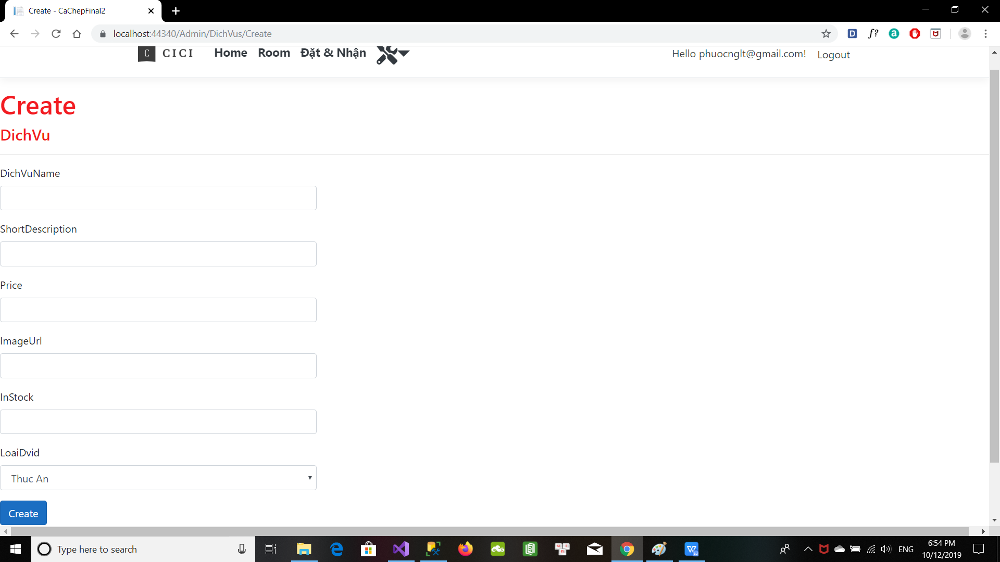 Create - CaChepFinal2
localhost:44340/Admin/DichVus/Create
C CICI Home Room Đặt & Nhận Hello phuocnglt@gmail.com! Logout
Create
DichVu
DichVuName
ShortDescription
Price
ImageUrl
InStock
LoaiDvid
Thuc An
Create
Type here to search
ENG
6:54 PM
10/12/2019